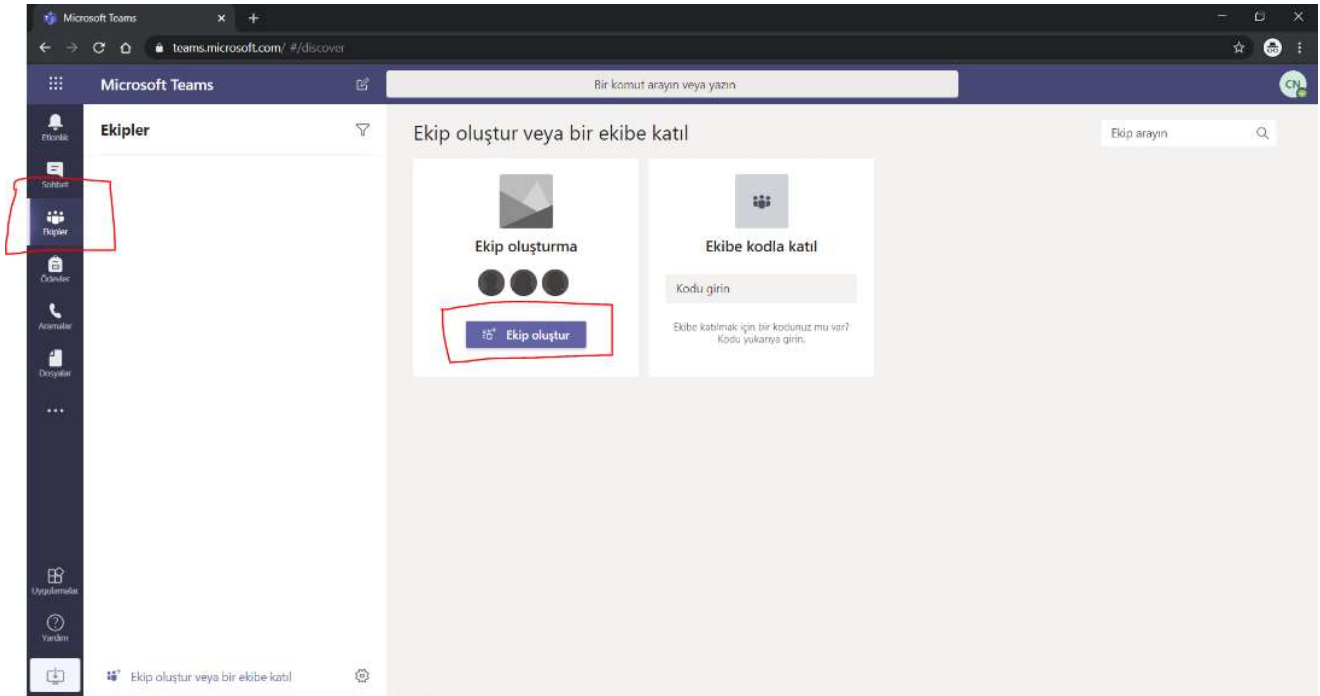 Microsoft Teams
teams.microsoft.com/ #/discover
Microsoft Teams
Bir komut arayın veya yazın
CN
Etkinlik
Sohbet
Ekipler
Ödevler
Aramalar
Dosyalar
Uygulamalar
Yardım
Ekipler
Ekip oluştur veya bir ekibe katıl
Ekip oluştur veya bir ekibe katıl
Ekip arayın
Ekip oluşturma
Ekip oluştur
Ekibe kodla katıl
Kodu girin
Ekibe katılmak için bir kodunuz mu var?
Kodu yukarıya girin.